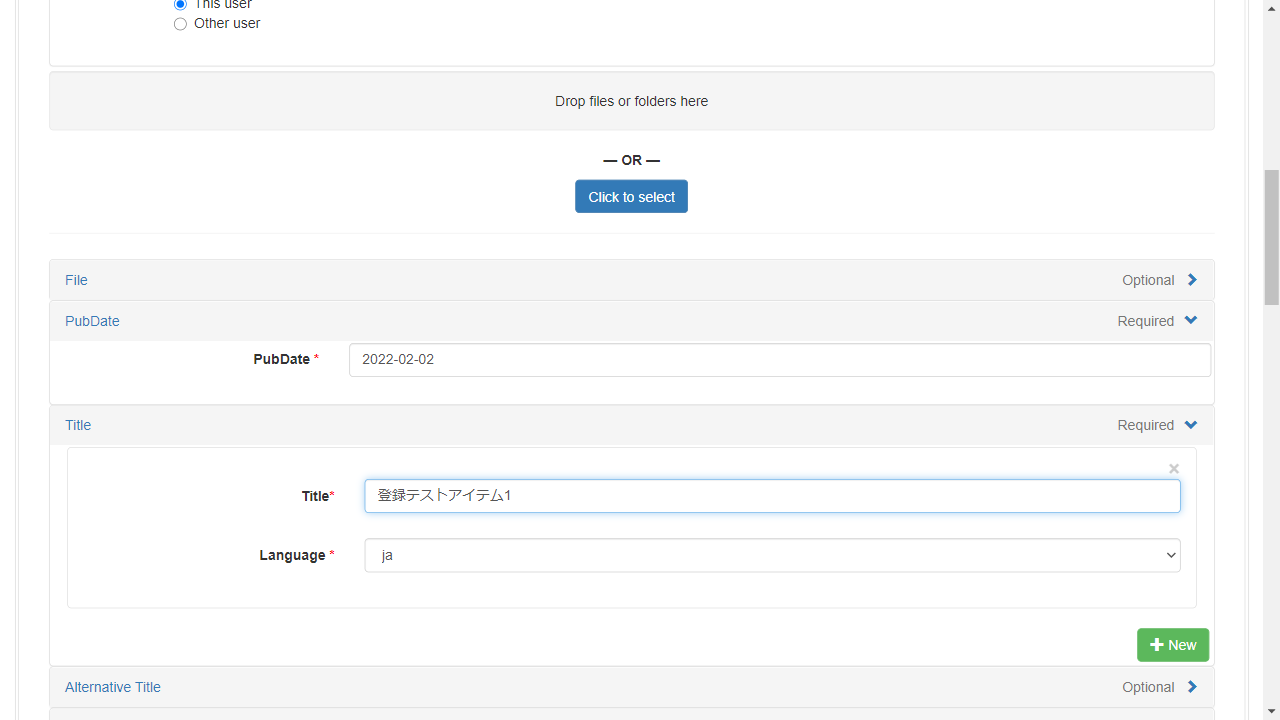 This user
Other user
Drop files or folders here
— OR —
Click to select
File Optional
PubDate Required
PubDate * 2022-02-02
Title Required
×
Title* 登録テストアイテム1
Language * ja
New
Alternative Title Optional